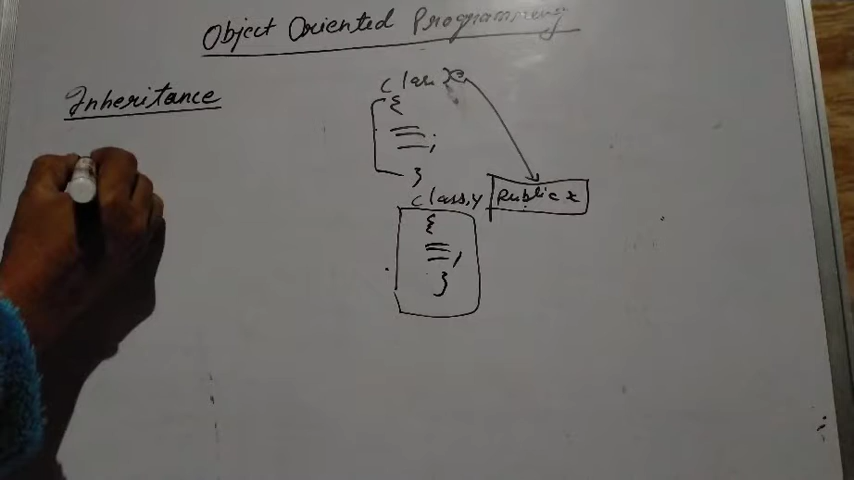 Object Oriented Programming
Inheritance
class x
{
;
}
class y Public x
{
;
}